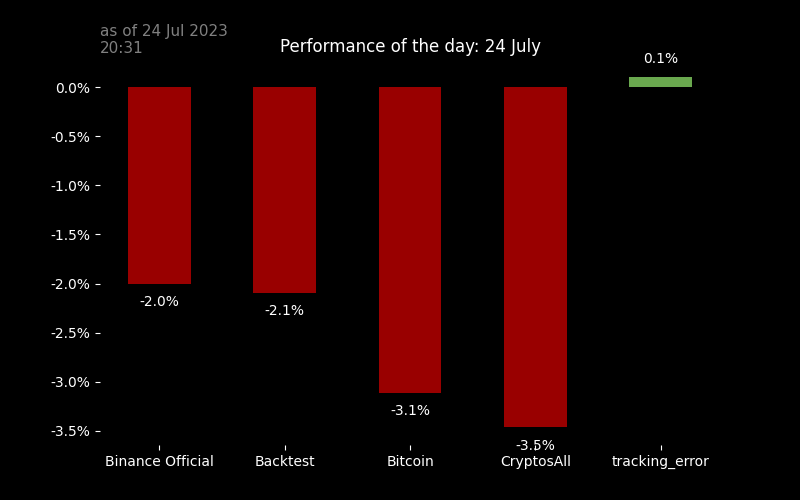 as of 24 Jul 2023
20:31
Performance of the day: 24 July
0.1%
0.0%
-0.5%
-1.0%
-1.5%
-2.0%
-2.0%
-2.1%
-2.5%
-3.0%
-3.1%
-3.5%
-3.5%
Binance Official
Backtest
Bitcoin
CryptosAll
tracking_error